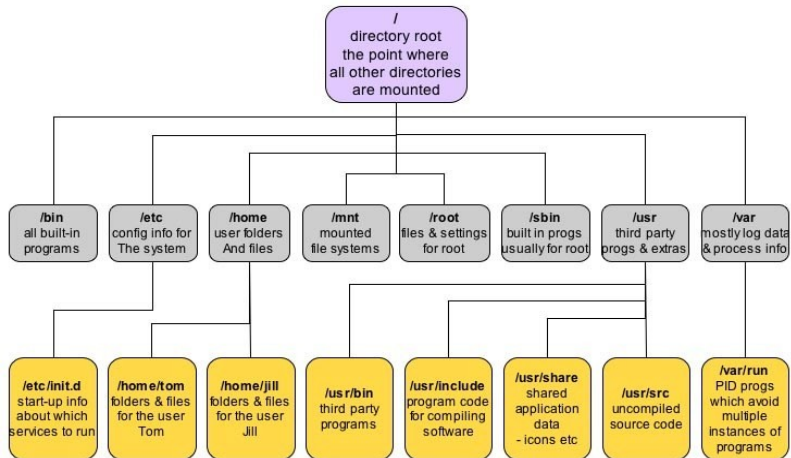 /
directory root
the point where
all other directories
are mounted
/bin
all built-in
programs
/etc
config info for
The system
/home
user folders
And files
/mnt
mounted
file systems
/root
files & settings
for root
/sbin
built in progs
usually for root
/usr
third party
progs & extras
/var
mostly log data
& process info
/etc/init.d
start-up info
about which
services to run
/home/tom
folders & files
for the user
Tom
/home/jill
folders & files
for the user
Jill
/usr/bin
third party
programs
/usr/include
program code
for compiling
software
/usr/share
shared
application
data
- icons etc
/usr/src
uncompiled
source code
/var/run
PID progs
which avoid
multiple
instances of
programs